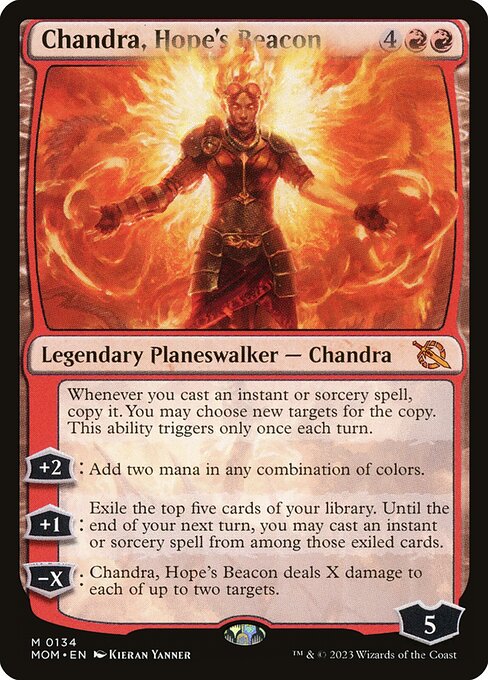 Chandra, Hope's Beacon 4
Legendary Planeswalker — Chandra
Whenever you cast an instant or sorcery spell,
copy it. You may choose new targets for the copy.
This ability triggers only once each turn.
+2 : Add two mana in any combination of colors.
Exile the top five cards of your library. Until the
+1 : end of your next turn, you may cast an instant
or sorcery spell from among those exiled cards.
−X : Chandra, Hope's Beacon deals X damage to
each of up to two targets.
5
M 0134
MOM • EN Kieran Yanner ™ & © 2023 Wizards of the Coast